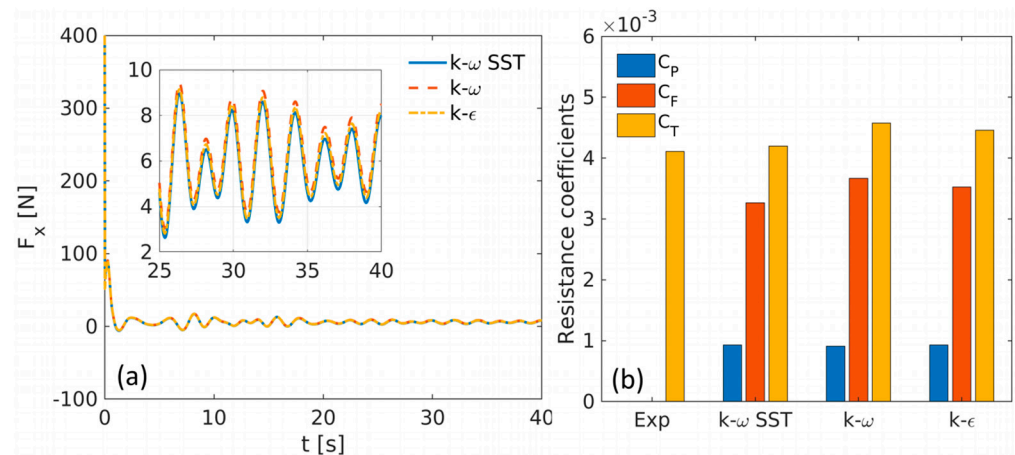 400
300
200
100
0
-100
F_x [N]
10
8
6
4
2
25
30
35
40
k-ω SST
k-ω
k-ϵ
(a)
0
10
20
30
40
t [s]
×10^-3
6
5
4
3
2
1
0
Resistance coefficients
C_P
C_F
C_T
(b)
Exp
k-ω SST
k-ω
k-ϵ